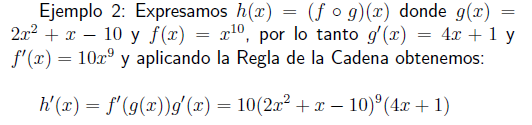 Ejemplo 2: Expresamos h(x) = (f ∘ g)(x) donde g(x) =
2x² + x − 10 y f(x) = x¹⁰, por lo tanto g′(x) = 4x + 1 y
f′(x) = 10x⁹ y aplicando la Regla de la Cadena obtenemos:
h′(x) = f′(g(x))g′(x) = 10(2x² + x − 10)⁹(4x + 1)